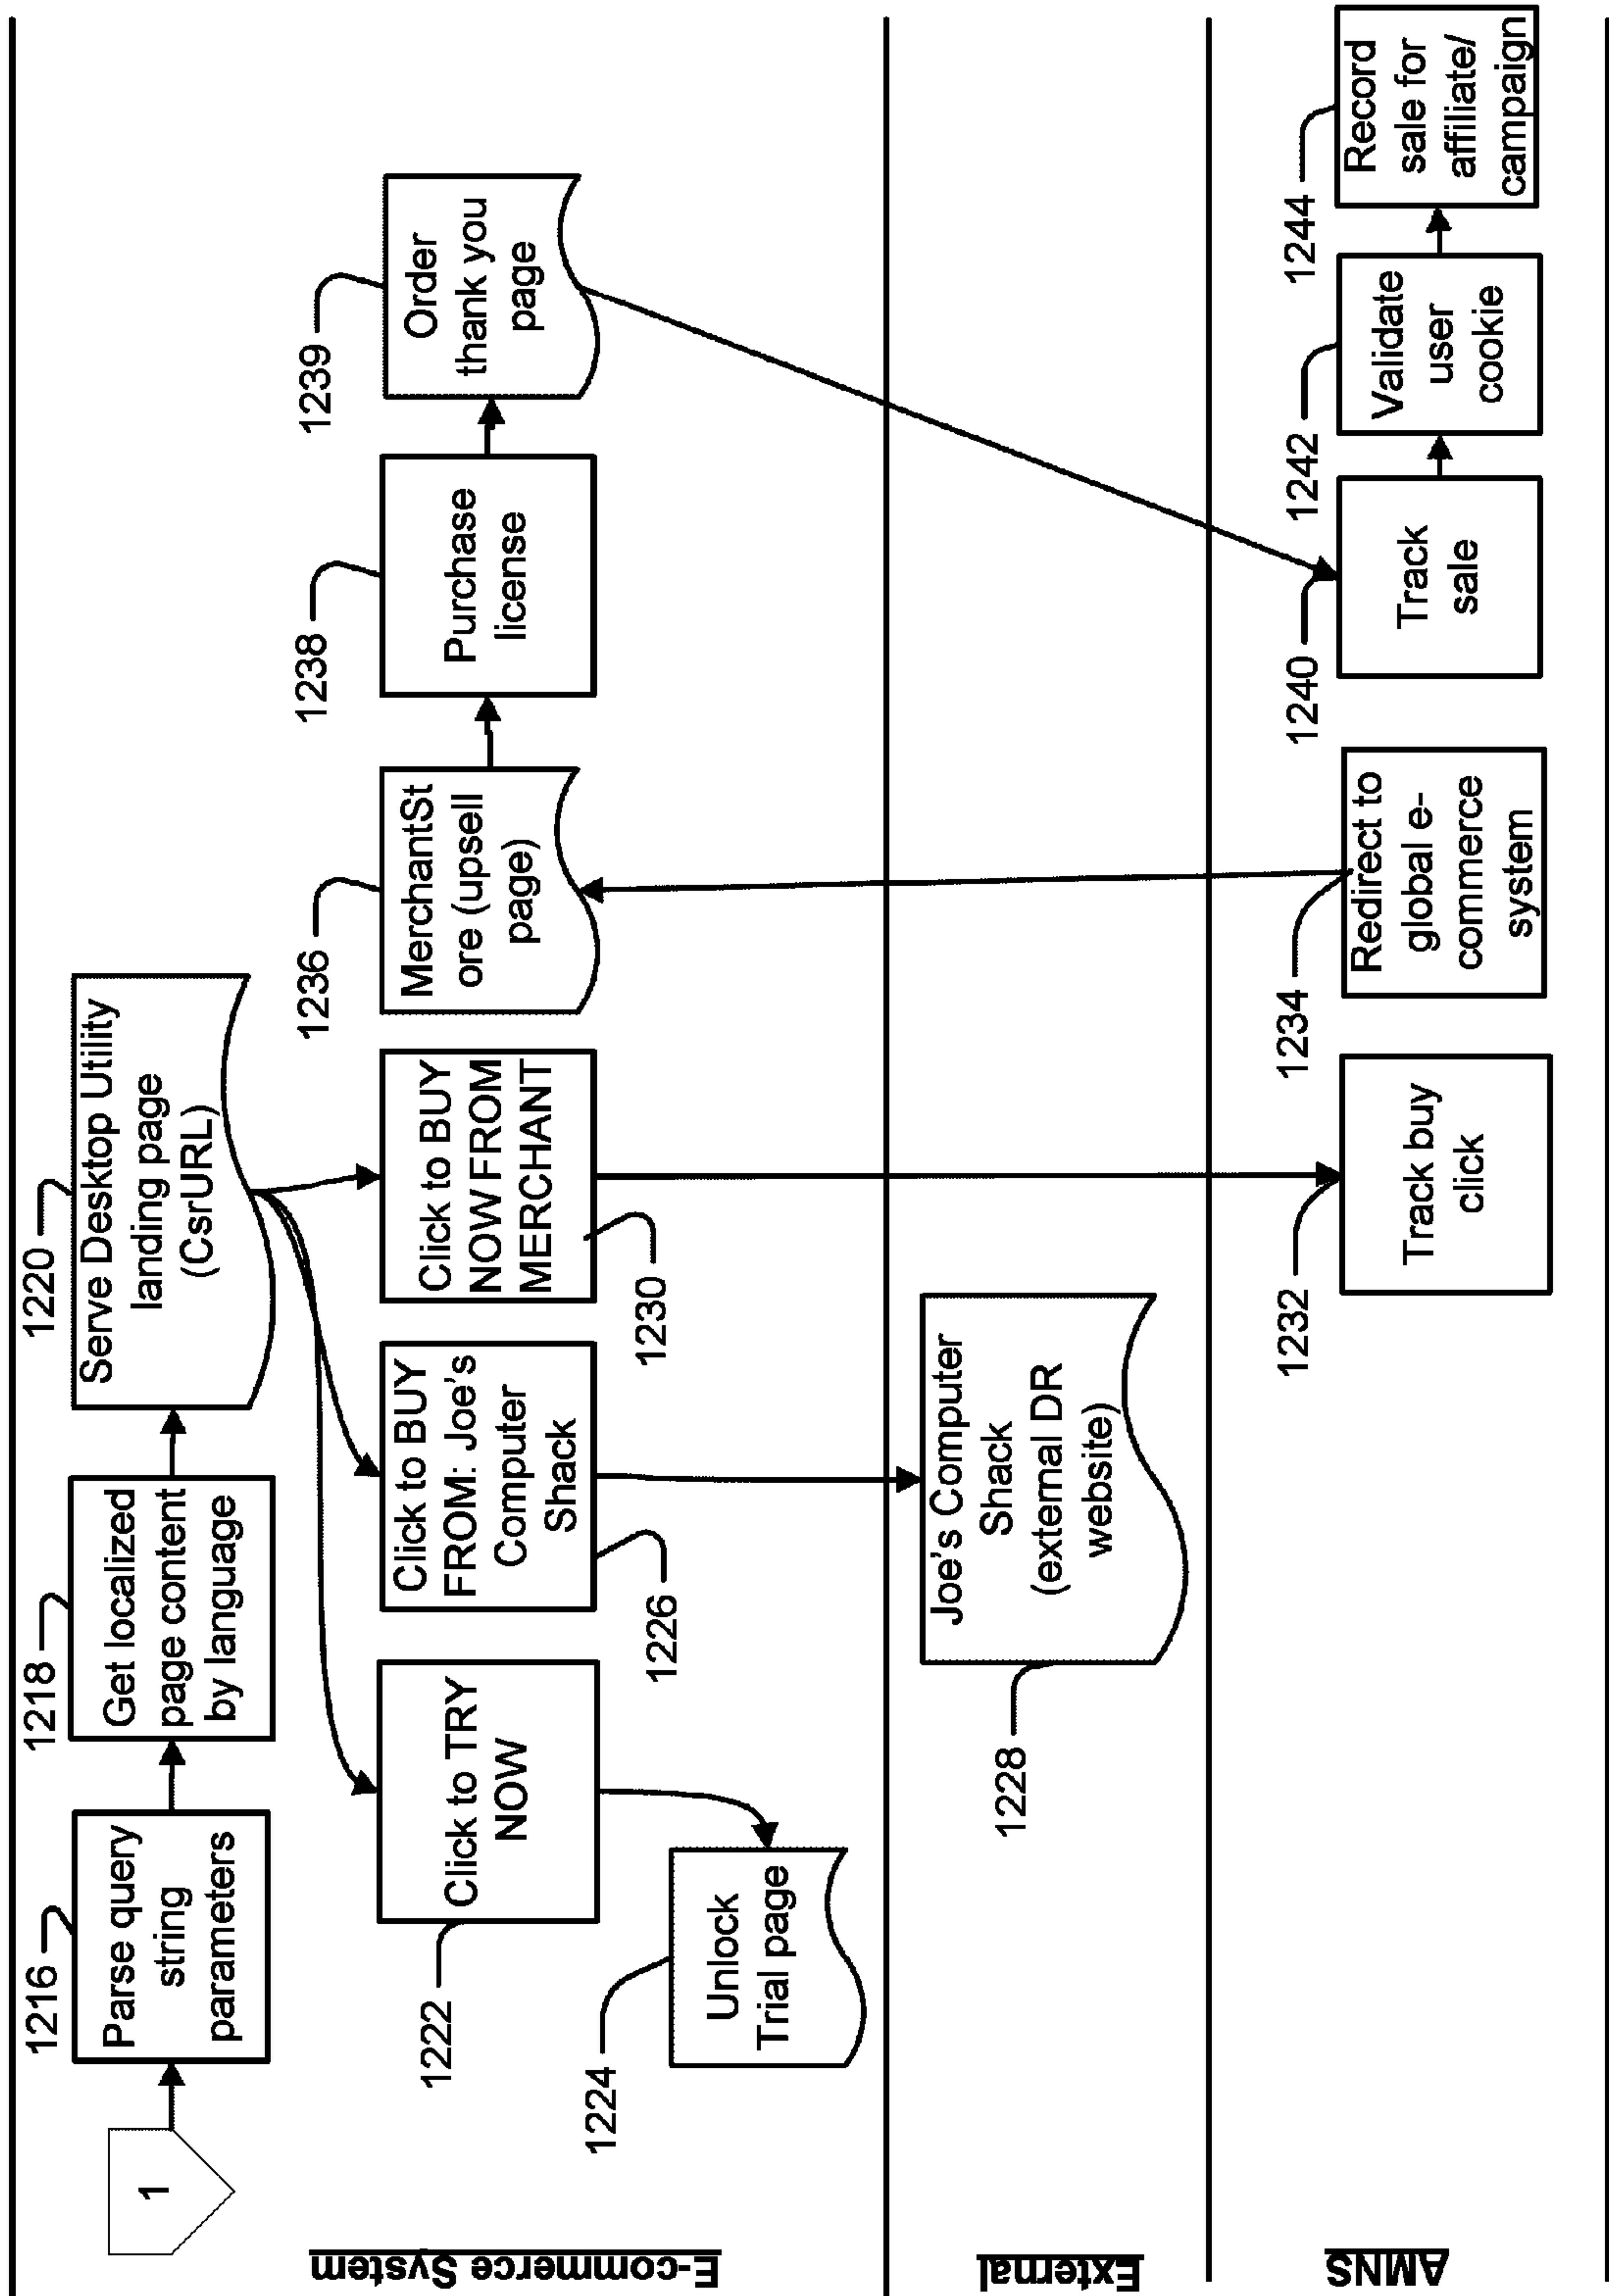 1216
1218
1220
1
Parse query
string
parameters
Get localized
page content
by language
Serve Desktop Utility
landing page
(CsrURL)
E-commerce System
1222
Click to TRY
NOW
Click to BUY
FROM: Joe's
Computer
Shack
1226
Click to BUY
NOW FROM
MERCHANT
1230
1236
MerchantSt
ore (upsell
page)
1238
Purchase
license
1239
Order
thank you
page
1224
Unlock
Trial page
External
1228
Joe's Computer
Shack
(external DR
website)
AMNS
1232
Track buy
click
1234
Redirect to
global e-
commerce
system
1240
Track
sale
1242
Validate
user
cookie
1244
Record
sale for
affiliate/
campaign